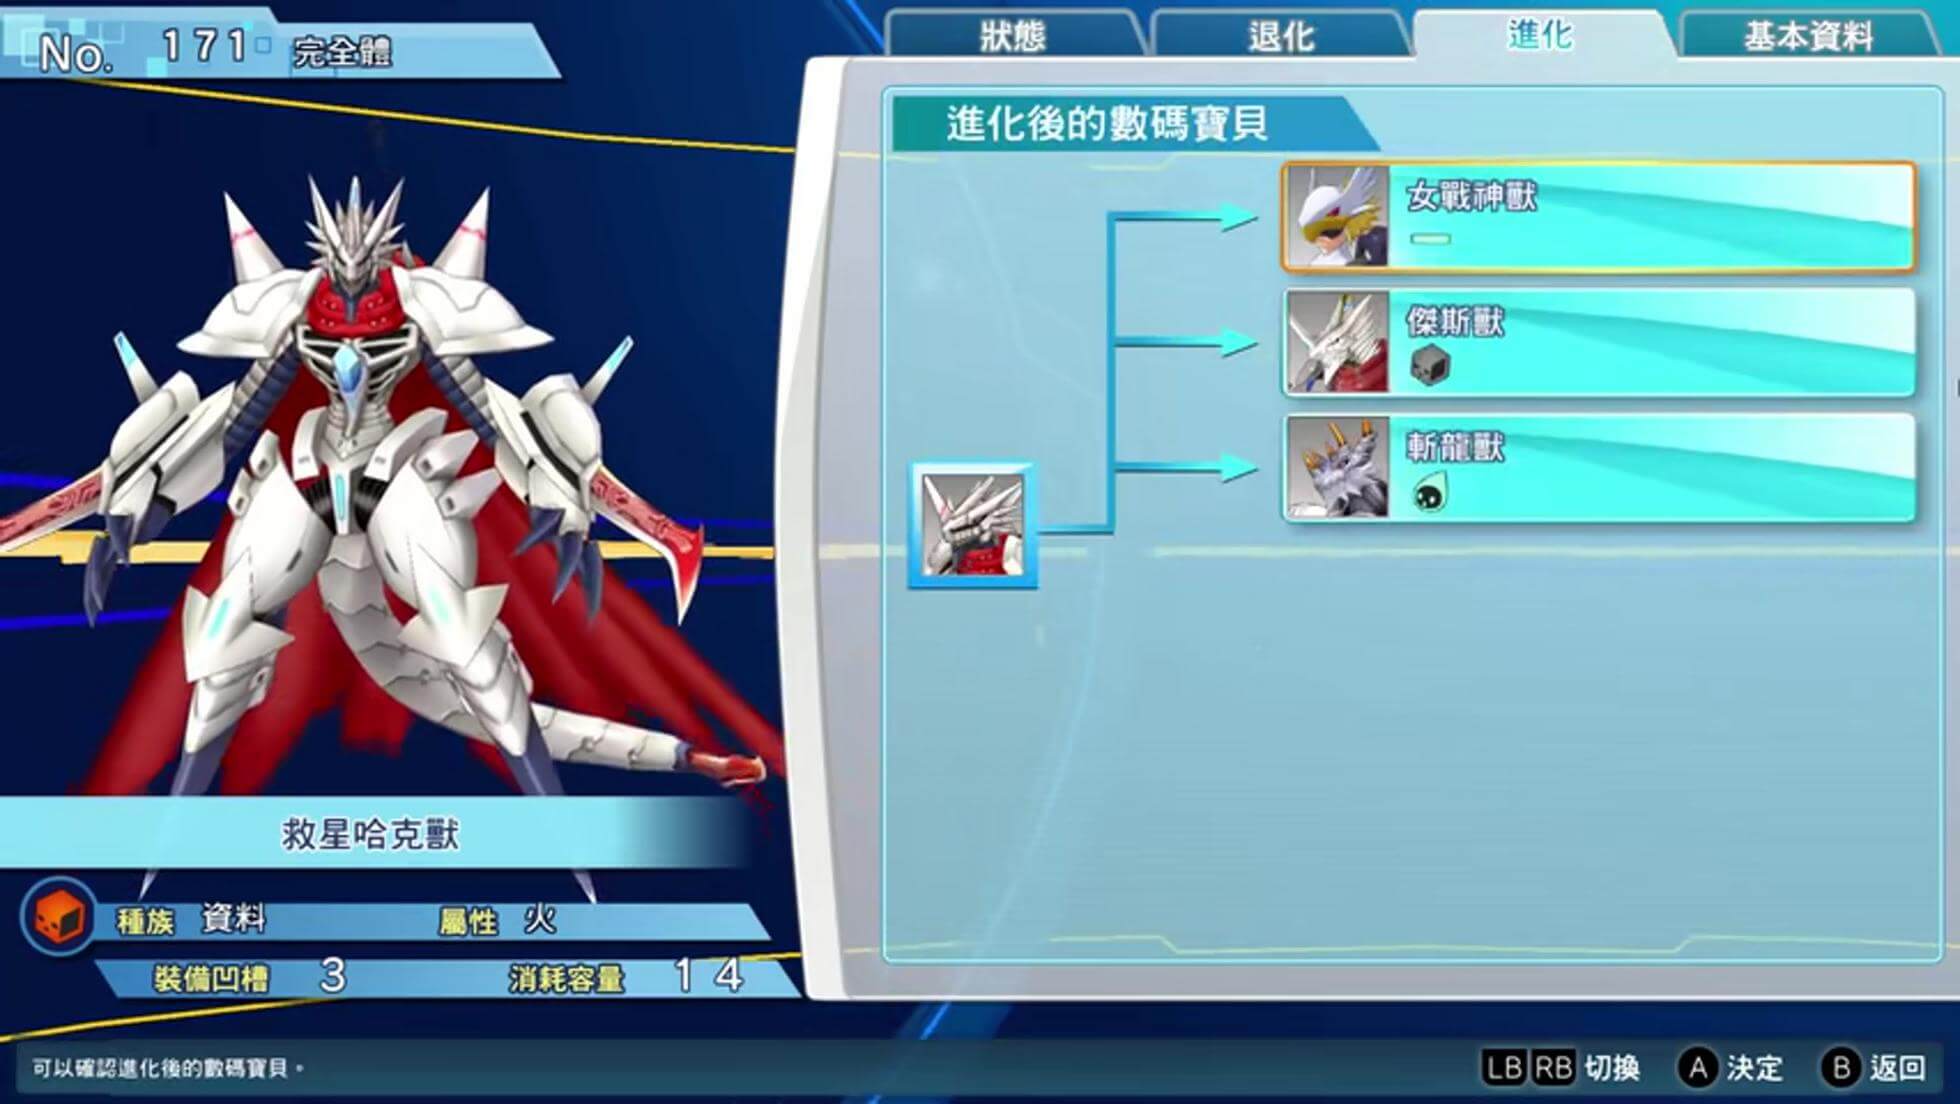 No. 171 完全體
狀態
退化
進化
基本資料
進化後的數碼寶貝
女戰神獸
傑斯獸
斬龍獸
救星哈克獸
種族 資料 屬性 火
裝備凹槽 3 消耗容量 14
可以確認進化後的數碼寶貝。
LB RB 切換 A 決定 B 返回